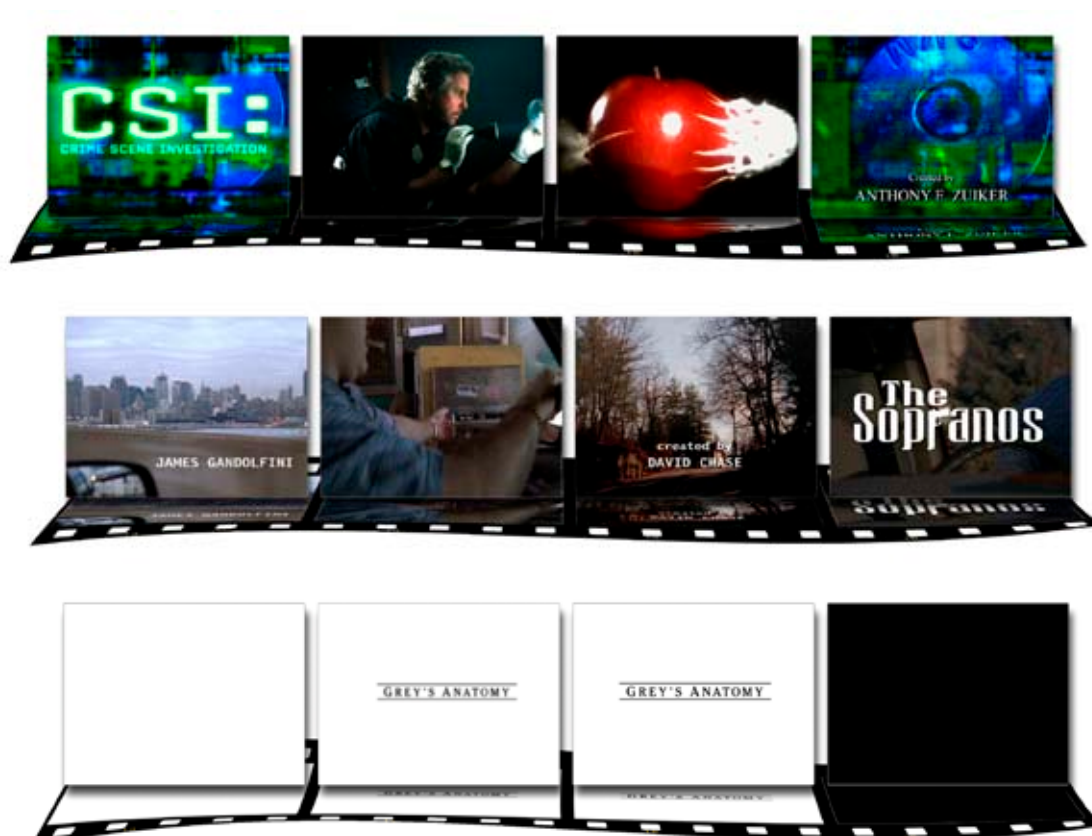 CSI:
CRIME SCENE INVESTIGATION
Created by
ANTHONY E. ZUIKER
JAMES GANDOLFINI
created by
DAVID CHASE
The
Sopranos
GREY'S ANATOMY
GREY'S ANATOMY